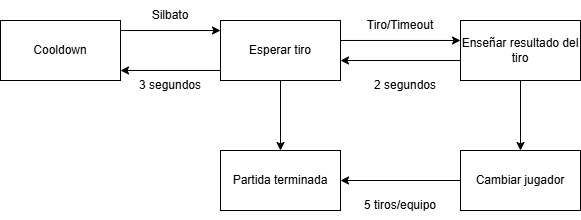 Silbato
Tiro/Timeout
Cooldown
Esperar tiro
Enseñar resultado del
tiro
3 segundos
2 segundos
Partida terminada
Cambiar jugador
5 tiros/equipo